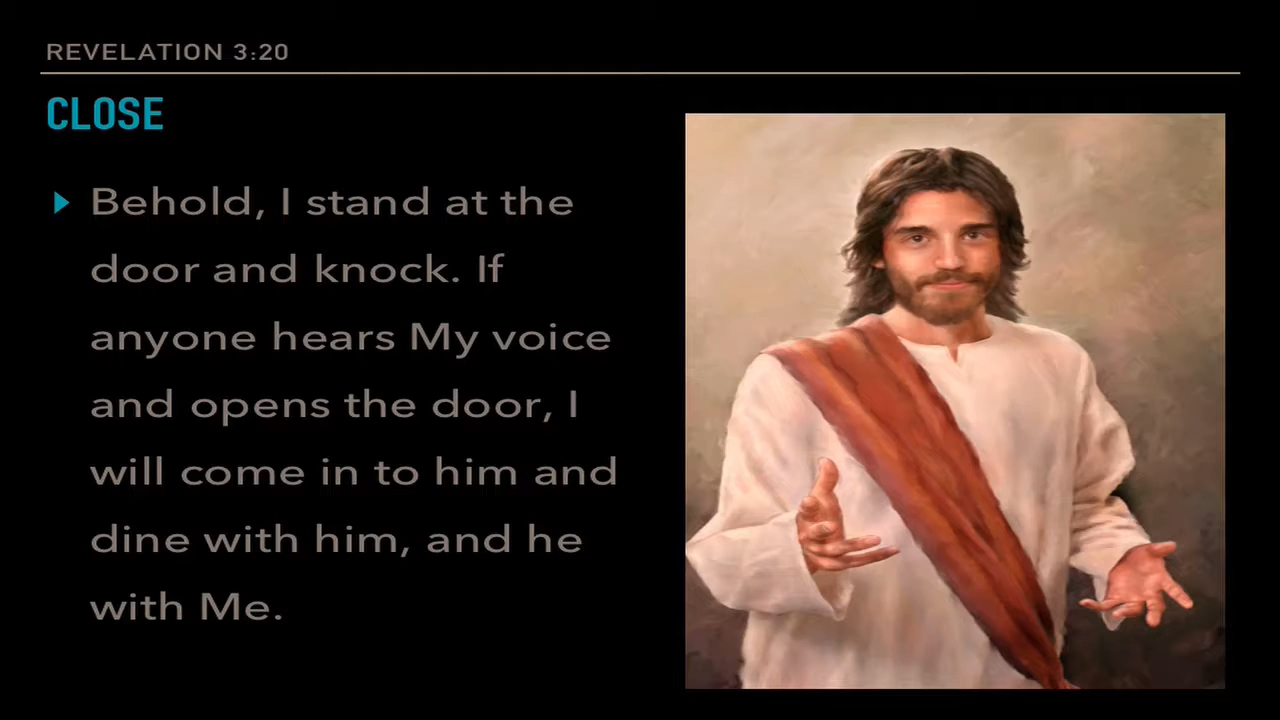 REVELATION 3:20
CLOSE
Behold, I stand at the
door and knock. If
anyone hears My voice
and opens the door, I
will come in to him and
dine with him, and he
with Me.